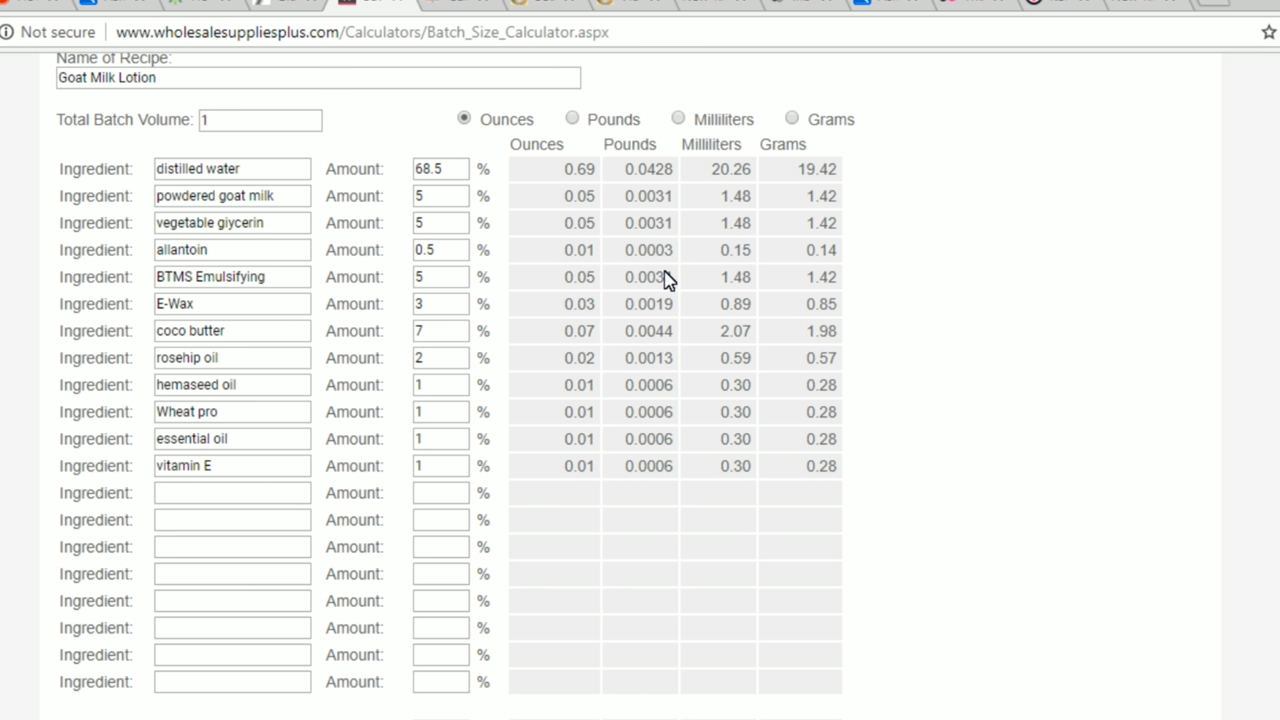 Not secure www.wholesalesuppliesplus.com/Calculators/Batch_Size_Calculator.aspx
Name of Recipe:
Goat Milk Lotion
Total Batch Volume: 1 Ounces Pounds Milliliters Grams
Ounces Pounds Milliliters Grams
Ingredient: distilled water Amount: 68.5 % 0.69 0.0428 20.26 19.42
Ingredient: powdered goat milk Amount: 5 % 0.05 0.0031 1.48 1.42
Ingredient: vegetable giycerin Amount: 5 % 0.05 0.0031 1.48 1.42
Ingredient: allantoin Amount: 0.5 % 0.01 0.0003 0.15 0.14
Ingredient: BTMS Emulsifying Amount: 5 % 0.05 1.48 1.42
Ingredient: E-Wax Amount: 3 % 0.03 0.0019 0.89 0.85
Ingredient: coco butter Amount: 7 % 0.07 0.0044 2.07 1.98
Ingredient: rosehip oil Amount: 2 % 0.02 0.0013 0.59 0.57
Ingredient: hemaseed oil Amount: 1 % 0.01 0.0006 0.30 0.28
Ingredient: Wheat pro Amount: 1 % 0.01 0.0006 0.30 0.28
Ingredient: essential oil Amount: 1 % 0.01 0.0006 0.30 0.28
Ingredient: vitamin E Amount: 1 % 0.01 0.0006 0.30 0.28
Ingredient: Amount: %
Ingredient: Amount: %
Ingredient: Amount: %
Ingredient: Amount: %
Ingredient: Amount: %
Ingredient: Amount: %
Ingredient: Amount: %
Ingredient: Amount: %